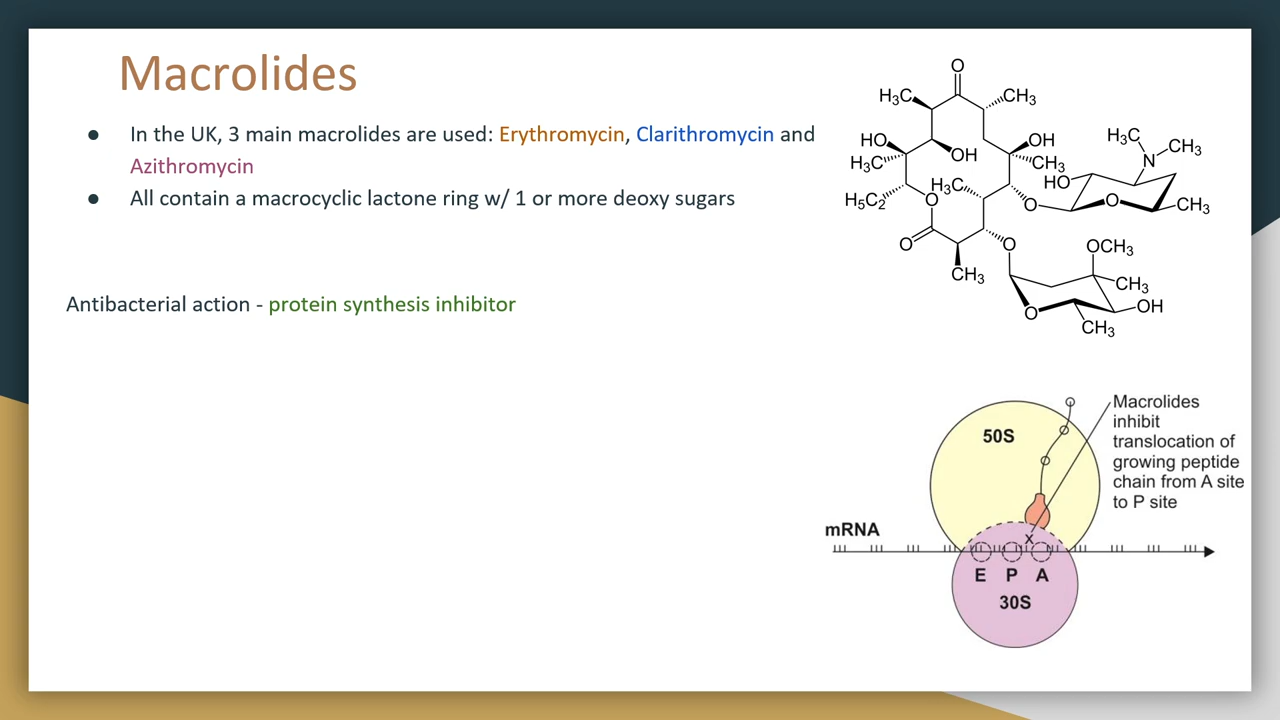 Macrolides
● In the UK, 3 main macrolides are used: Erythromycin, Clarithromycin and
Azithromycin
● All contain a macrocyclic lactone ring w/ 1 or more deoxy sugars
Antibacterial action - protein synthesis inhibitor
O
H₃C
CH₃
HO
OH
OH
H₃C
CH₃
H₃C
N
CH₃
H₅C₂
H₃C
O
HO
O
O
CH₃
O
O
CH₃
OCH₃
CH₃
OH
O
CH₃
50S
Macrolides
inhibit
translocation of
growing peptide
chain from A site
to P site
mRNA
x
E P A
30S